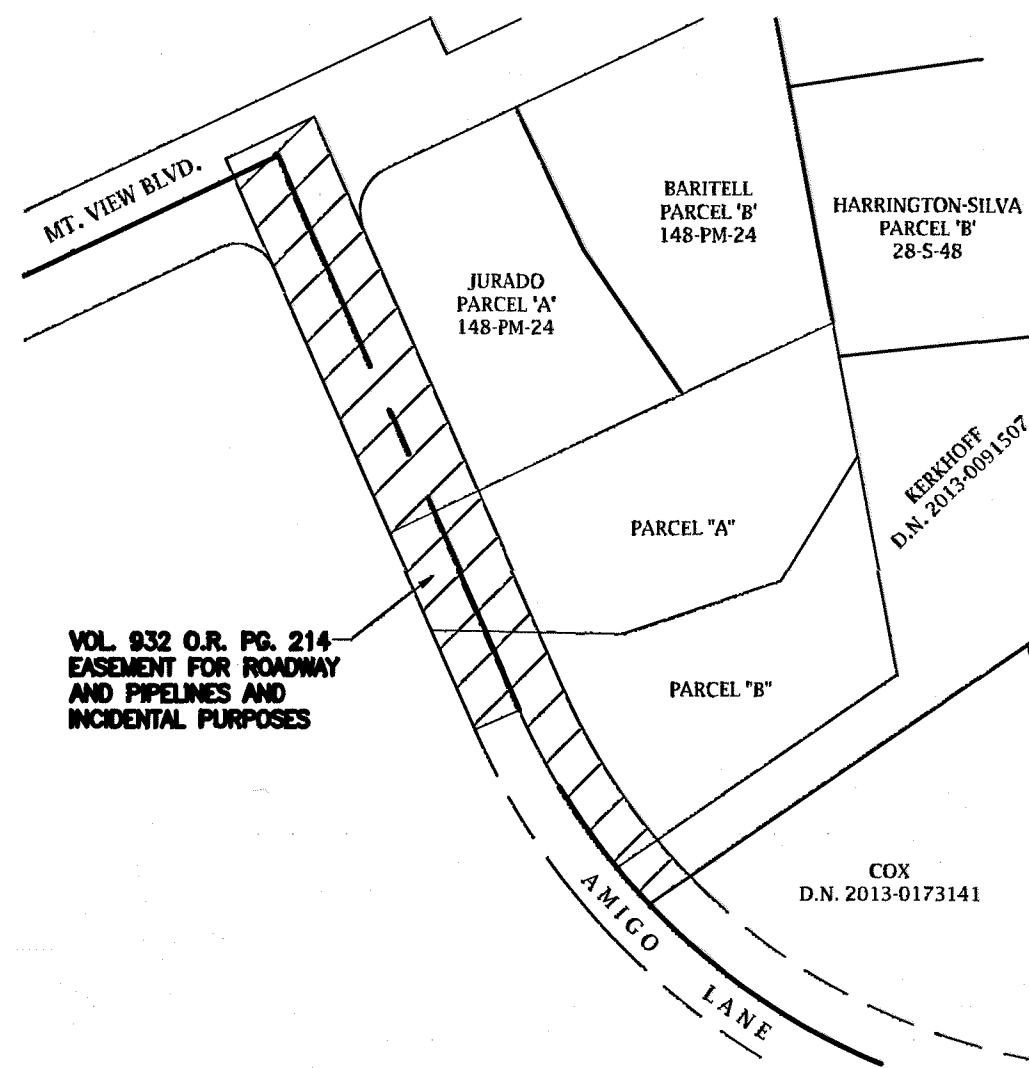 MT. VIEW BLVD.
BARITELL
PARCEL 'B'
148-PM-24
HARRINGTON-SILVA
PARCEL 'B'
28-S-48
JURADO
PARCEL 'A'
148-PM-24
KERKHOFF
D.N. 2013-0091507
PARCEL "A"
VOL. 932 O.R. PG. 214
EASEMENT FOR ROADWAY
AND PIPELINES AND
INCIDENTAL PURPOSES
PARCEL "B"
COX
D.N. 2013-0173141
AMIGO LANE